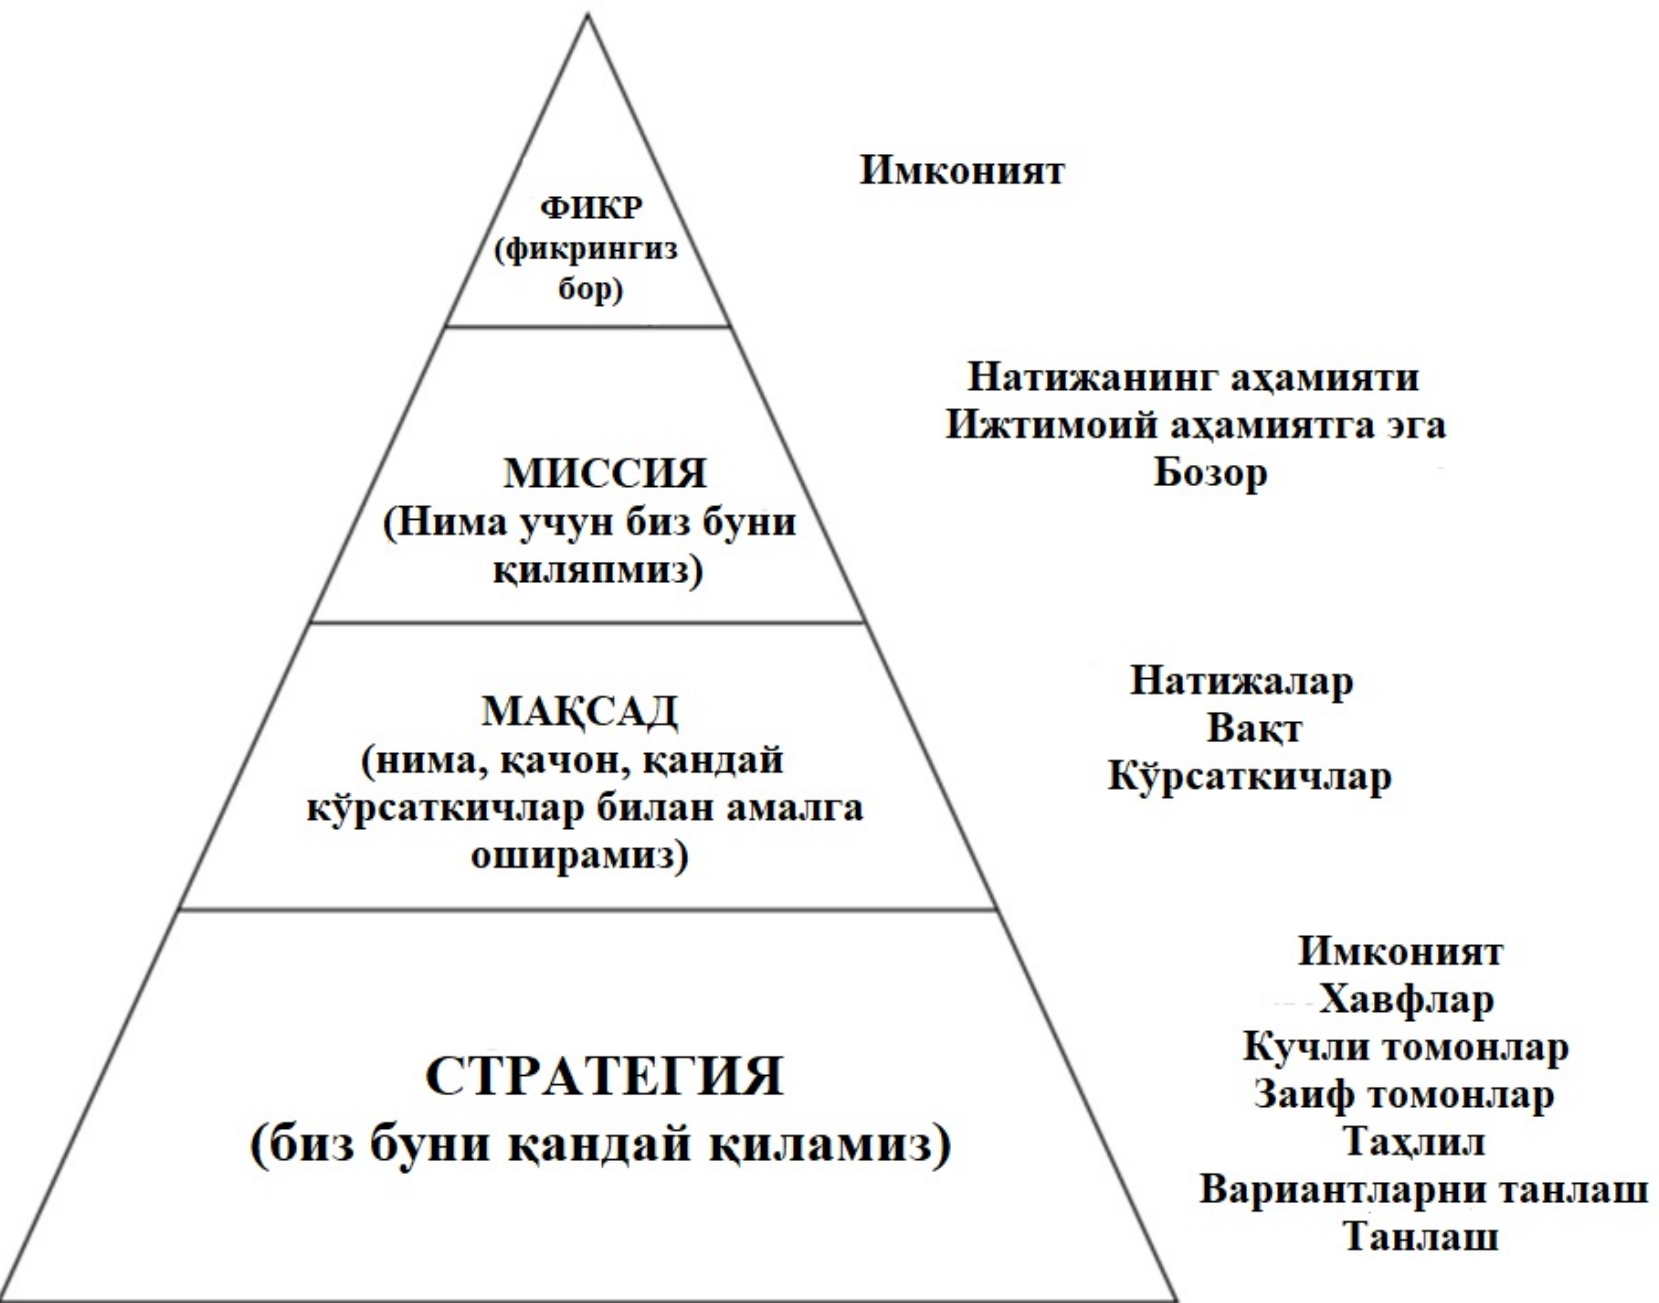 Имконият
ФИКР
(фикрингиз
бор)
Натижанинг аҳамияти
Ижтимоий аҳамиятга эга
Бозор
МИССИЯ
(Нима учун биз буни
қиляпмиз)
Натижалар
Вақт
Кўрсаткичлар
МАҚСАД
(нима, қачон, қандай
кўрсаткичлар билан амалга
оширамиз)
Имконият
Хавфлар
Кучли томонлар
Заиф томонлар
Таҳлил
Вариантларни танлаш
Танлаш
СТРАТЕГИЯ
(биз буни қандай қиламиз)